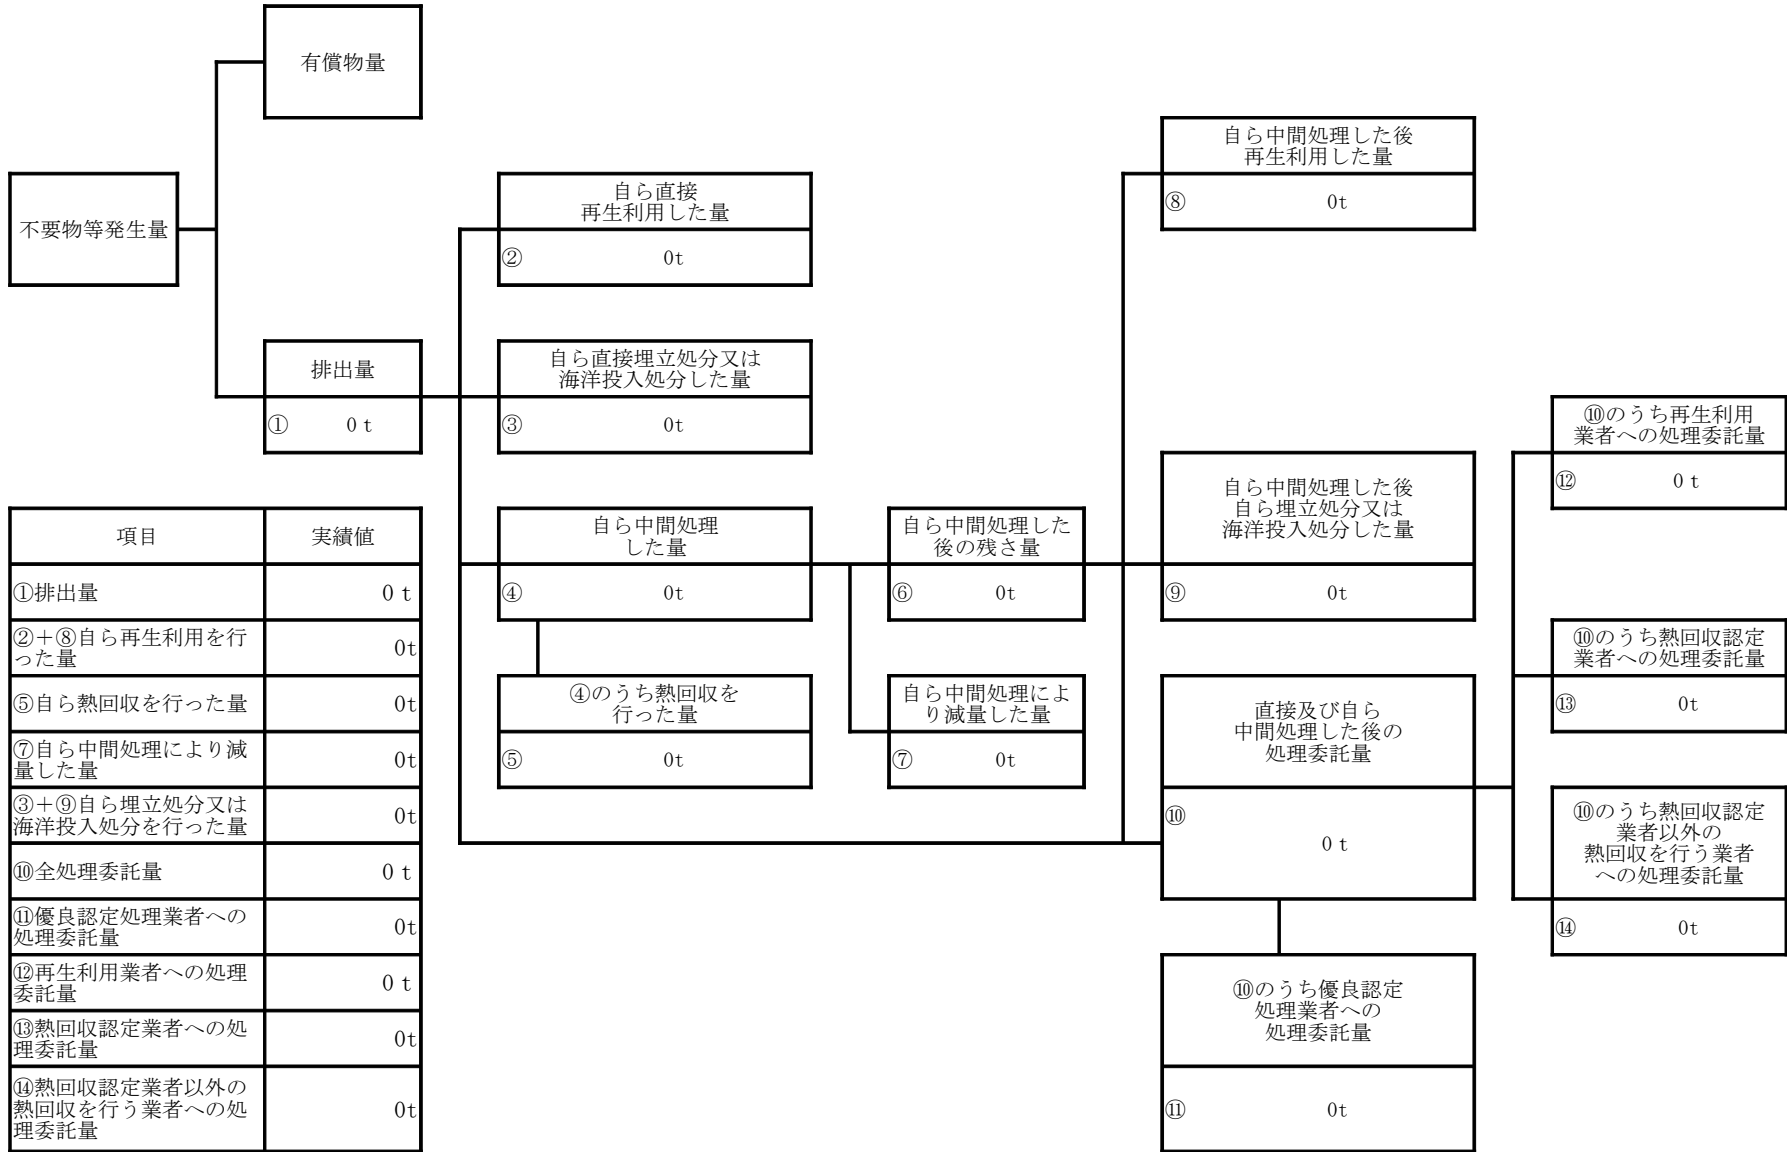 有償物量
不要物等発生量
排出量
① 0 t
自ら直接
再生利用した量
② 0t
自ら直接埋立処分又は
海洋投入処分した量
③ 0t
自ら中間処理
した量
④ 0t
④のうち熱回収を
行った量
⑤ 0t
自ら中間処理した
後の残さ量
⑥ 0t
自ら中間処理によ
り減量した量
⑦ 0t
自ら中間処理した後
再生利用した量
⑧ 0t
自ら中間処理した後
自ら埋立処分又は
海洋投入処分した量
⑨ 0t
直接及び自ら
中間処理した後の
処理委託量
⑩
0 t
⑩のうち優良認定
処理業者への
処理委託量
⑪ 0t
⑩のうち再生利用
業者への処理委託量
⑫ 0 t
⑩のうち熱回収認定
業者への処理委託量
⑬ 0t
⑩のうち熱回収認定
業者以外の
熱回収を行う業者
への処理委託量
⑭ 0t
項目 実績値
①排出量 0 t
②＋⑧自ら再生利用を行
った量 0t
⑤自ら熱回収を行った量 0t
⑦自ら中間処理により減
量した量 0t
③＋⑨自ら埋立処分又は
海洋投入処分を行った量 0t
⑩全処理委託量 0 t
⑪優良認定処理業者への
処理委託量 0t
⑫再生利用業者への処理
委託量 0 t
⑬熱回収認定業者への処
理委託量 0t
⑭熱回収認定業者以外の
熱回収を行う業者への処
理委託量 0t